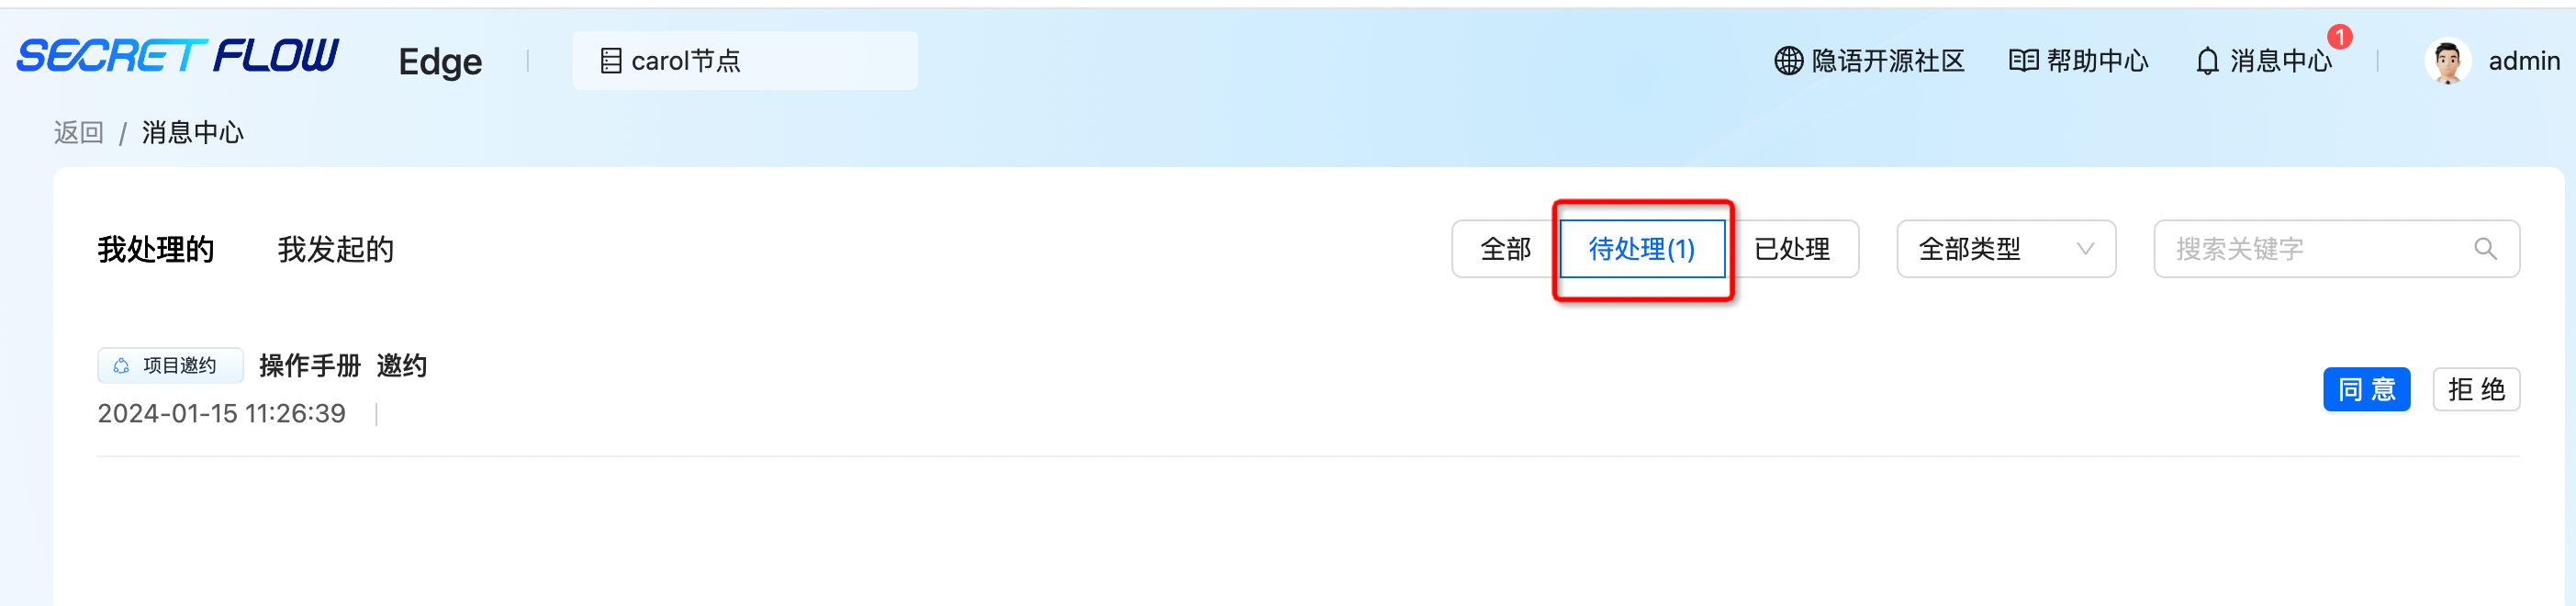 SECRET FLOW Edge carol节点 隐语开源社区 帮助中心 消息中心 1 admin
返回 / 消息中心
我处理的 我发起的 全部 待处理(1) 已处理 全部类型 搜索关键字
项目邀约 操作手册 邀约
2024-01-15 11:26:39
同意 拒绝